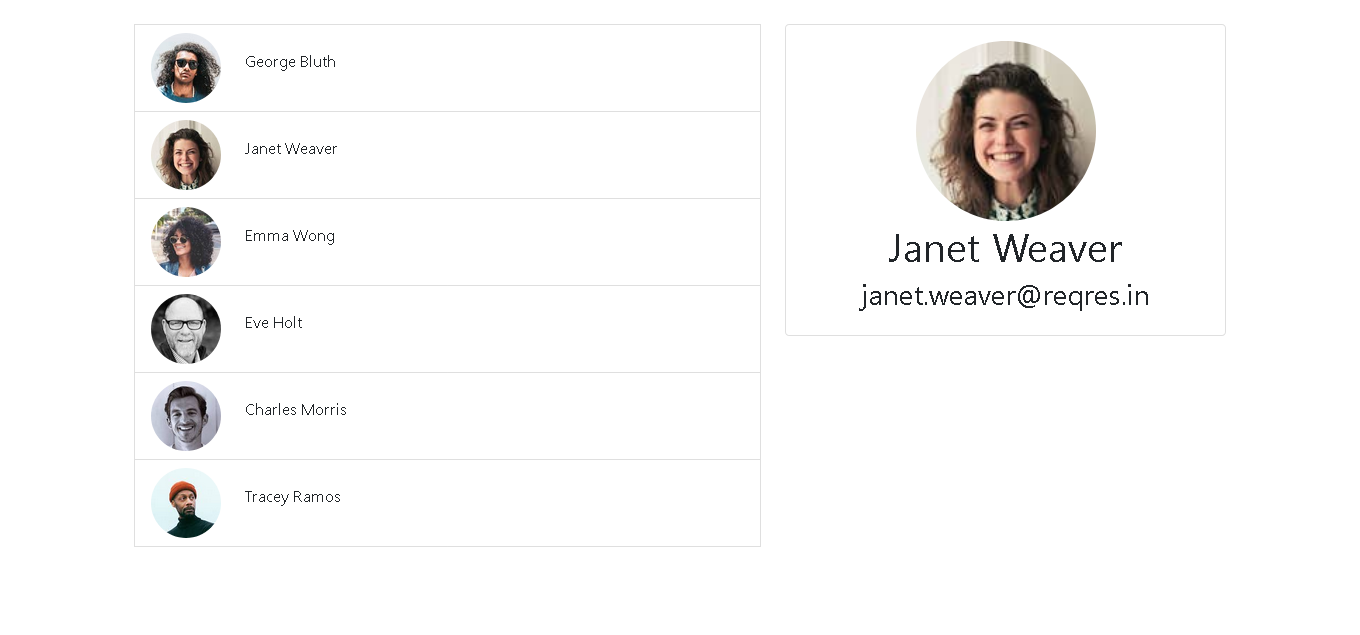 George Bluth
Janet Weaver
Emma Wong
Eve Holt
Charles Morris
Tracey Ramos
Janet Weaver
janet.weaver@reqres.in